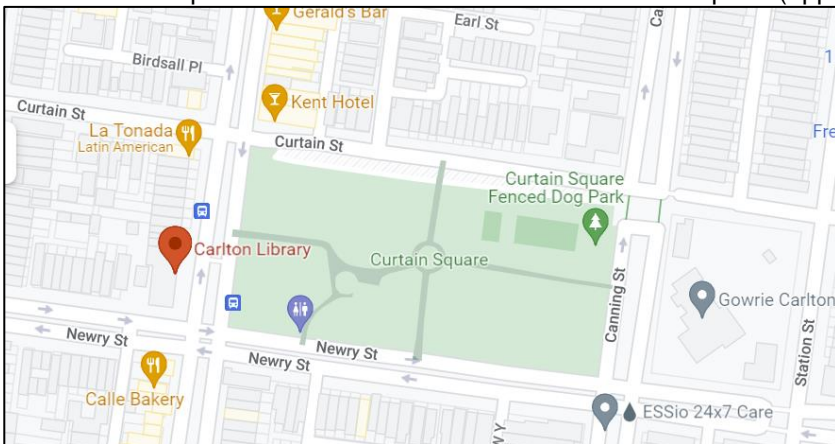 Gerald's Bar
Earl St
Birdsall Pl
Kent Hotel
Curtain St
La Tonada
Latin American
Curtain St
Curtain Square
Fenced Dog Park
Carlton Library
Curtain Square
Canning St
Gowrie Carlton
Station St
Newry St
Newry St
Newry St
Calle Bakery
ESSio 24x7 Care